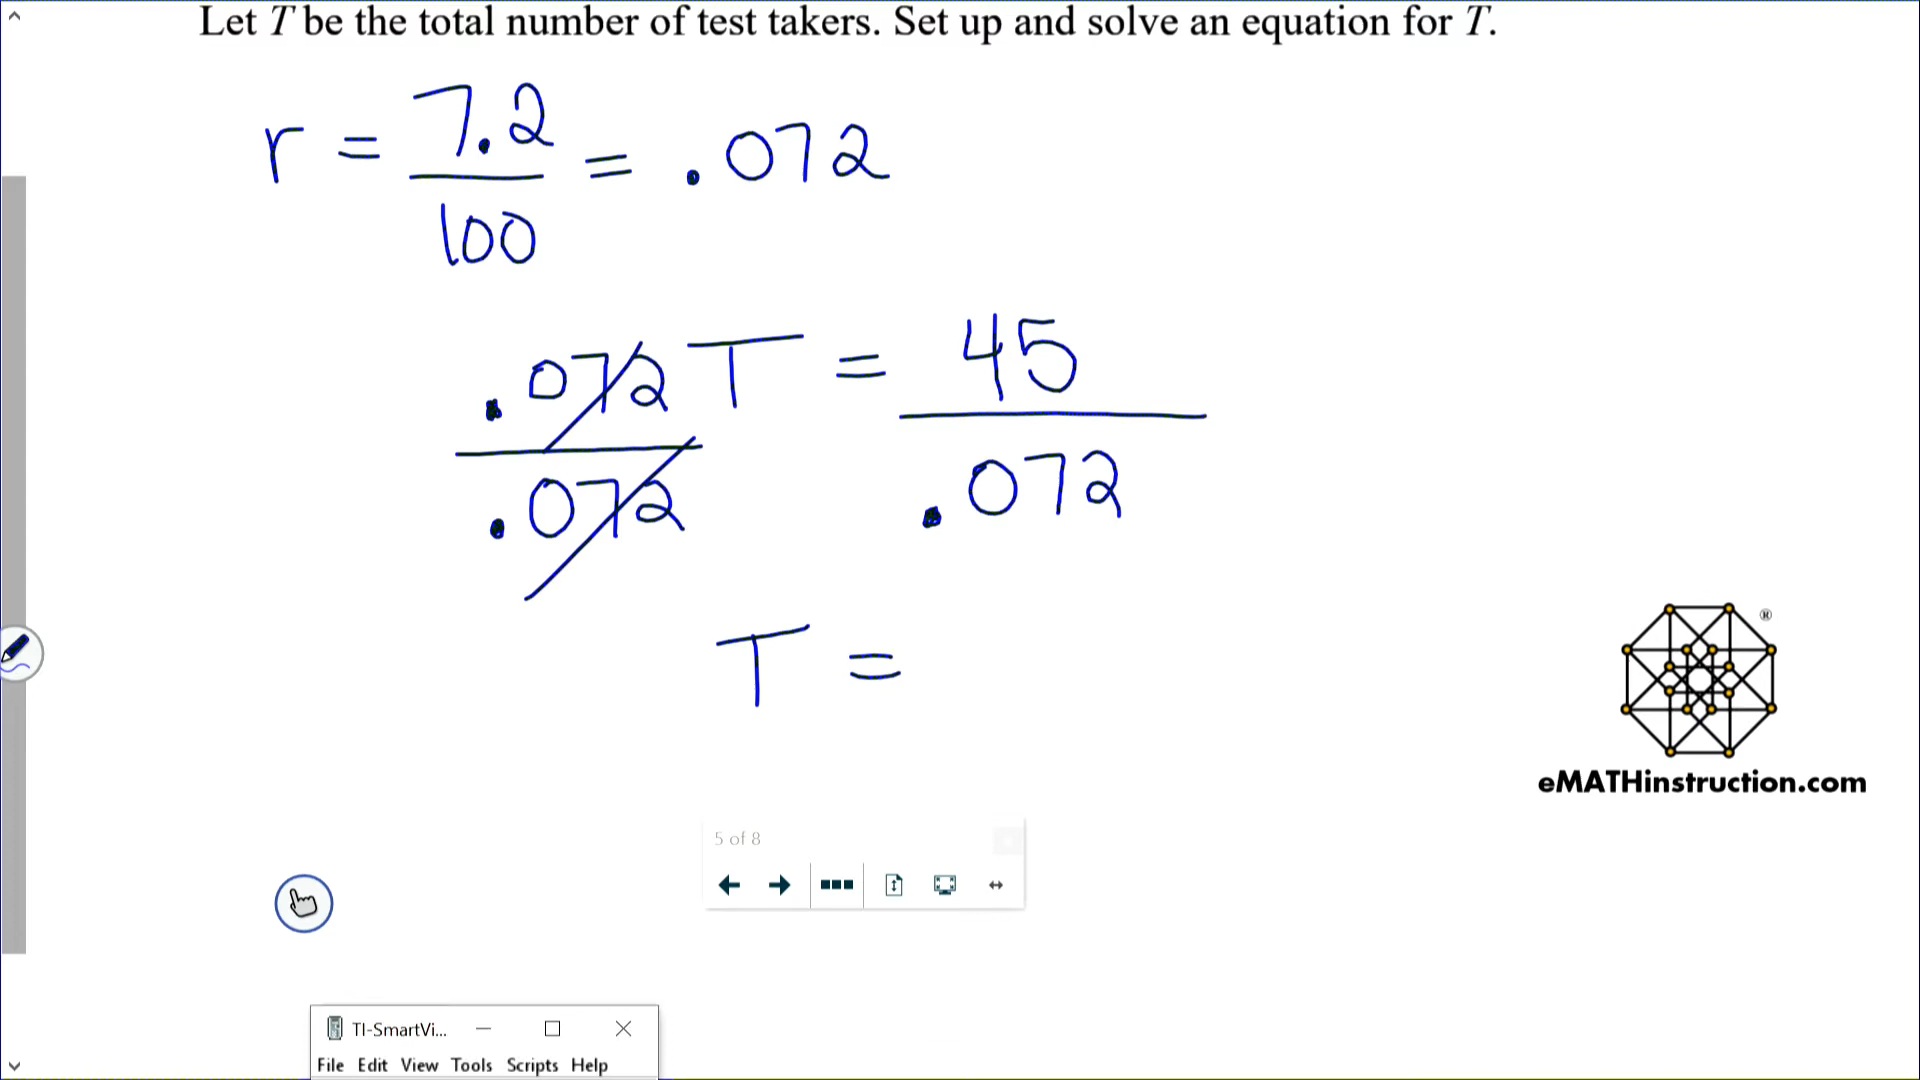 Let T be the total number of test takers. Set up and solve an equation for T.
r = 7.2/100 = .072
.072T/.072 = 45/.072
T =
®
eMATHinstruction.com
5 of 8
TI-SmartVi...
File Edit View Tools Scripts Help